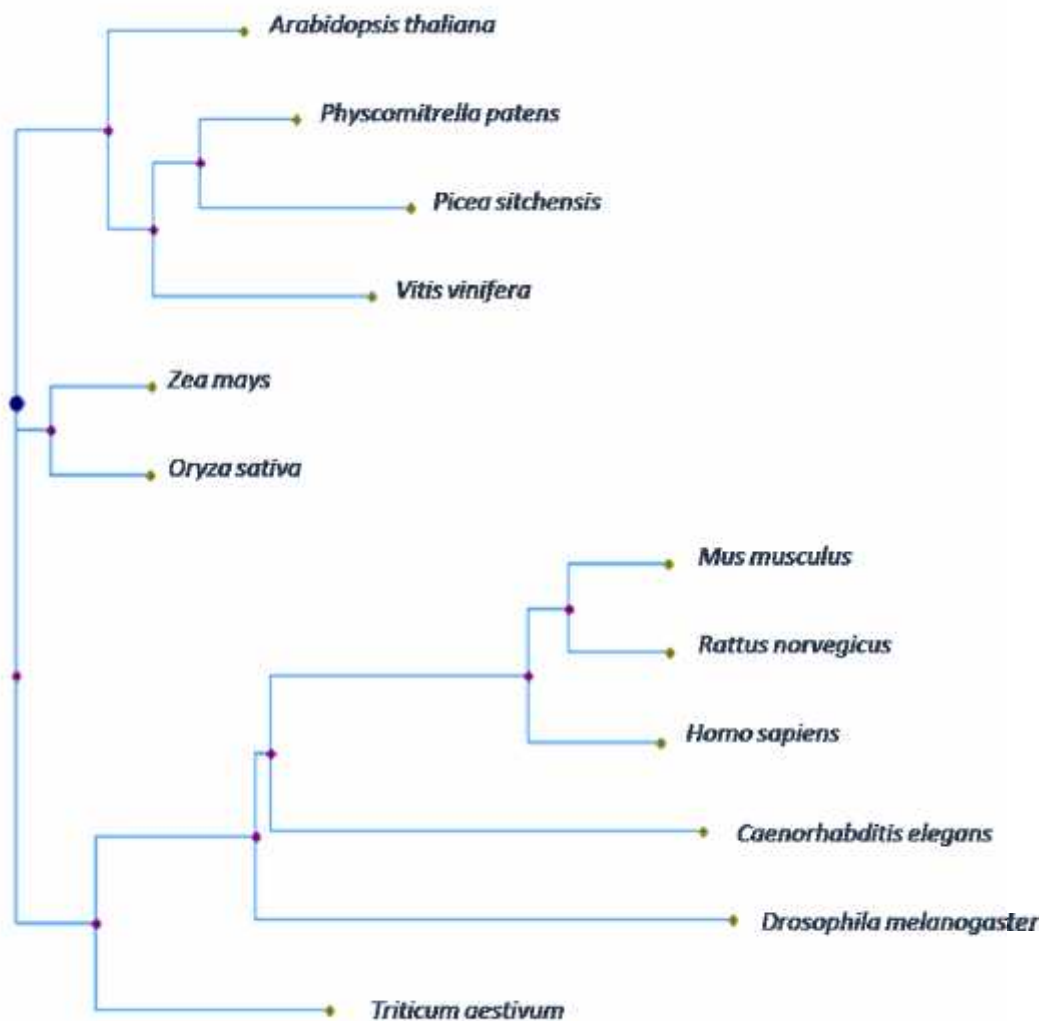 Arabidopsis thaliana
Physcomitrella patens
Picea sitchensis
Vitis vinifera
Zea mays
Oryza sativa
Mus musculus
Rattus norvegicus
Homo sapiens
Caenorhabditis elegans
Drosophila melanogaster
Triticum aestivum